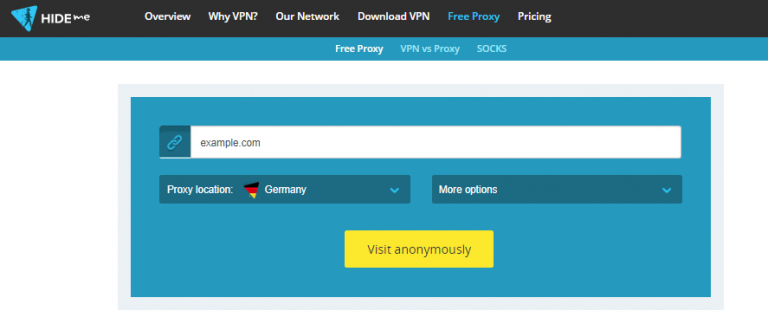 HIDE me Overview Why VPN? Our Network Download VPN Free Proxy Pricing
Free Proxy VPN vs Proxy SOCKS
example.com
Proxy location: Germany More options
Visit anonymously